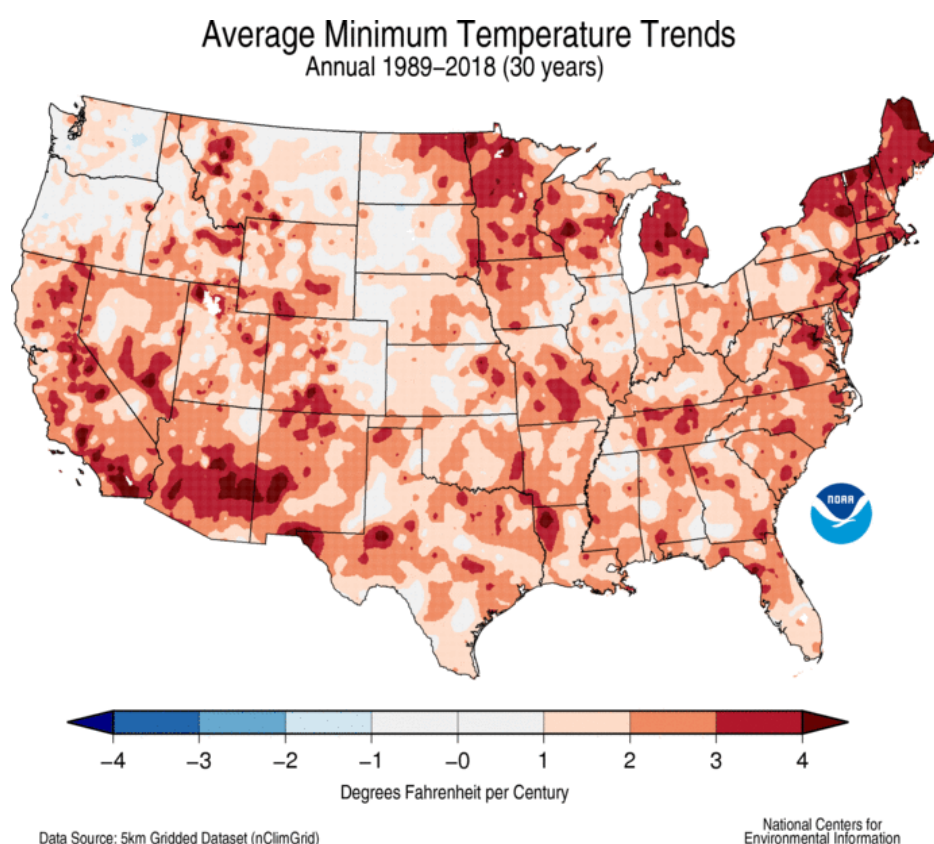 Average Minimum Temperature Trends
Annual 1989–2018 (30 years)
NOAA
−4 −3 −2 −1 −0 1 2 3 4
Degrees Fahrenheit per Century
National Centers for
Data Source: 5km Gridded Dataset (nClimGrid) Environmental Information